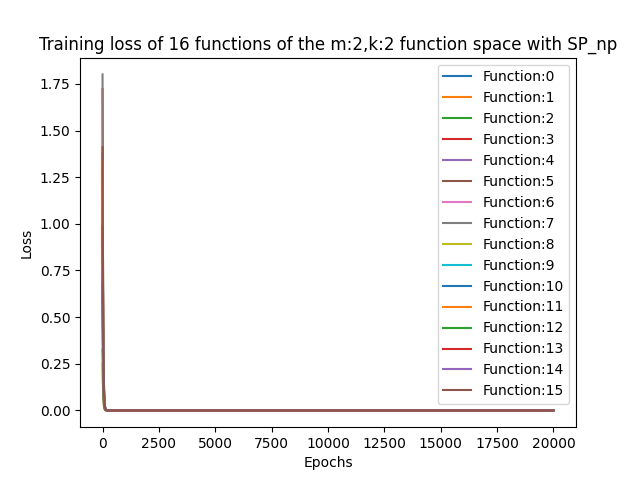 Training loss of 16 functions of the m:2,k:2 function space with SP_np
Loss
1.75
1.50
1.25
1.00
0.75
0.50
0.25
0.00
Function:0
Function:1
Function:2
Function:3
Function:4
Function:5
Function:6
Function:7
Function:8
Function:9
Function:10
Function:11
Function:12
Function:13
Function:14
Function:15
0 2500 5000 7500 10000 12500 15000 17500 20000
Epochs